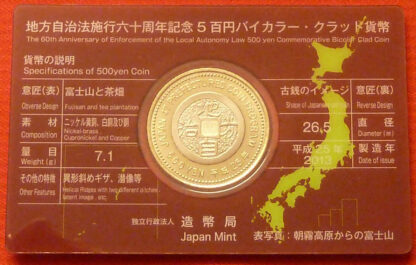 地方自治法施行六十周年記念5百円バイカラー・クラッド貨幣
The 60th Anniversary of Enforcement of the Local Autonomy Law 500 yen Commemorative Bicolor Clad Coin
貨幣の説明
Specifications of 500yen Coin
意匠（表） 富士山と茶畑
Obverse Design Fujisan and tea plantation
古銭のイメージ 意匠（裏）
Reverse Design
素材 ニッケル黄銅、白銅及び銅
Composition Nickel-brass
Cupronickel and Copper
26.5 直径
Diameter (m)
量目 7.1
Weight (g)
平成25年 製造年
2013 Date of issue
その他の特徴 異形斜めギザ、潜像等
Other Features
Latent image, etc.
独立行政法人 造幣局
Japan Mint
表写真：朝霧高原からの富士山